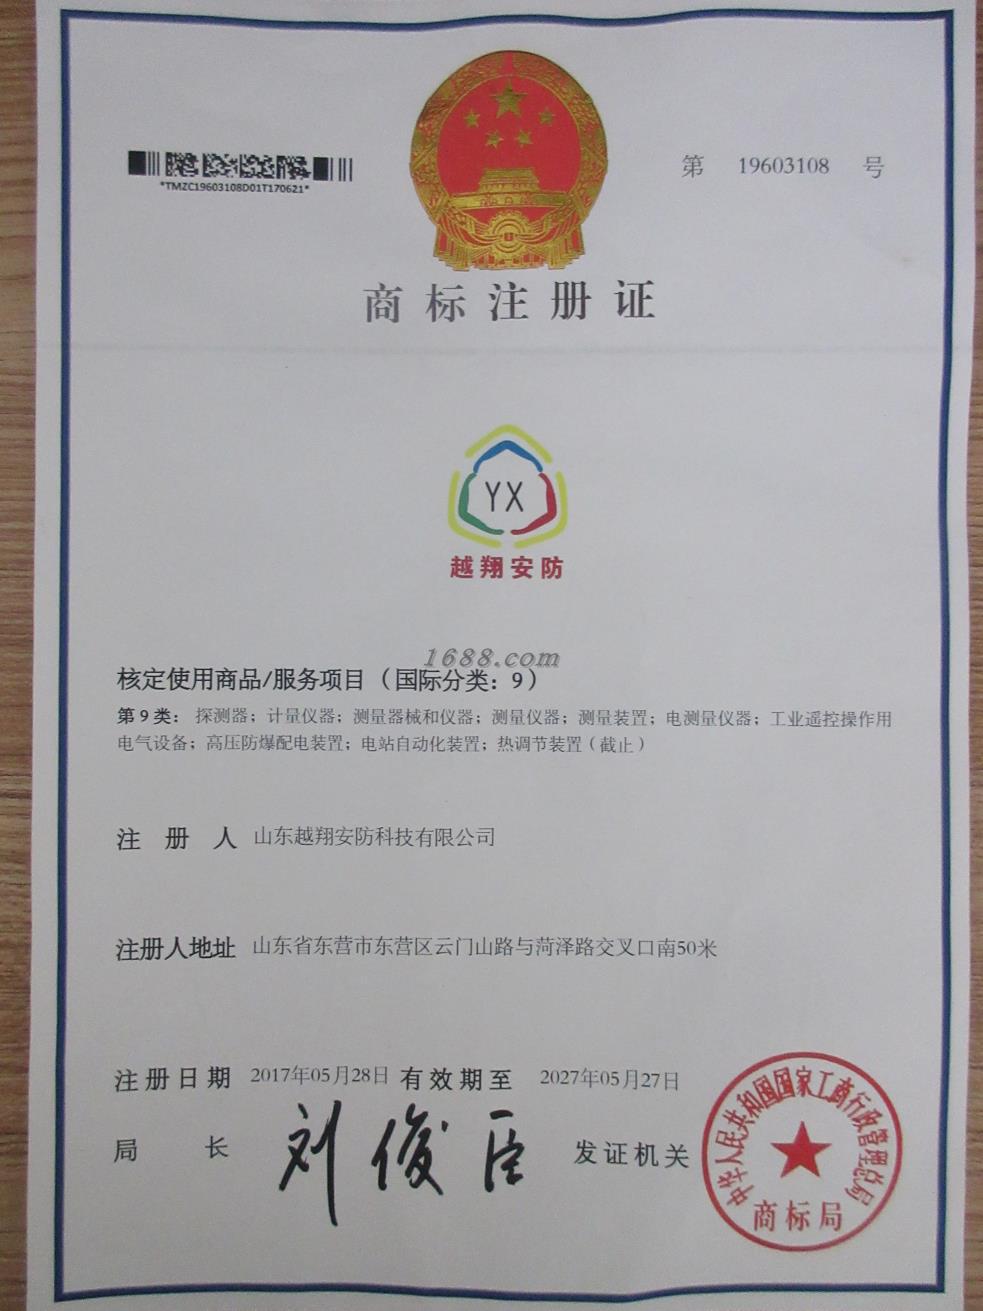 *TMZC19603108D01T170621*
第 19603108 号
商标注册证
YX
越翔安防
1688.com
核定使用商品/服务项目（国际分类：9）
第9类：探测器；计量仪器；测量器械和仪器；测量仪器；测量装置；电测量仪器；工业遥控操作用
电气设备；高压防爆配电装置；电站自动化装置；热调节装置（截止）
注册人 山东越翔安防科技有限公司
注册人地址 山东省东营市东营区云门山路与菏泽路交叉口南50米
注册日期 2017年05月28日 有效期至 2027年05月27日
局长 刘俊臣 发证机关
中华人民共和国国家工商行政管理总局
商标局